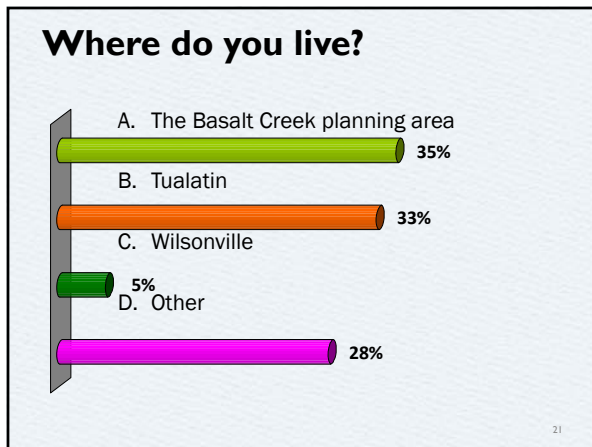 Where do you live?
A. The Basalt Creek planning area
35%
B. Tualatin
33%
C. Wilsonville
5%
D. Other
28%
21